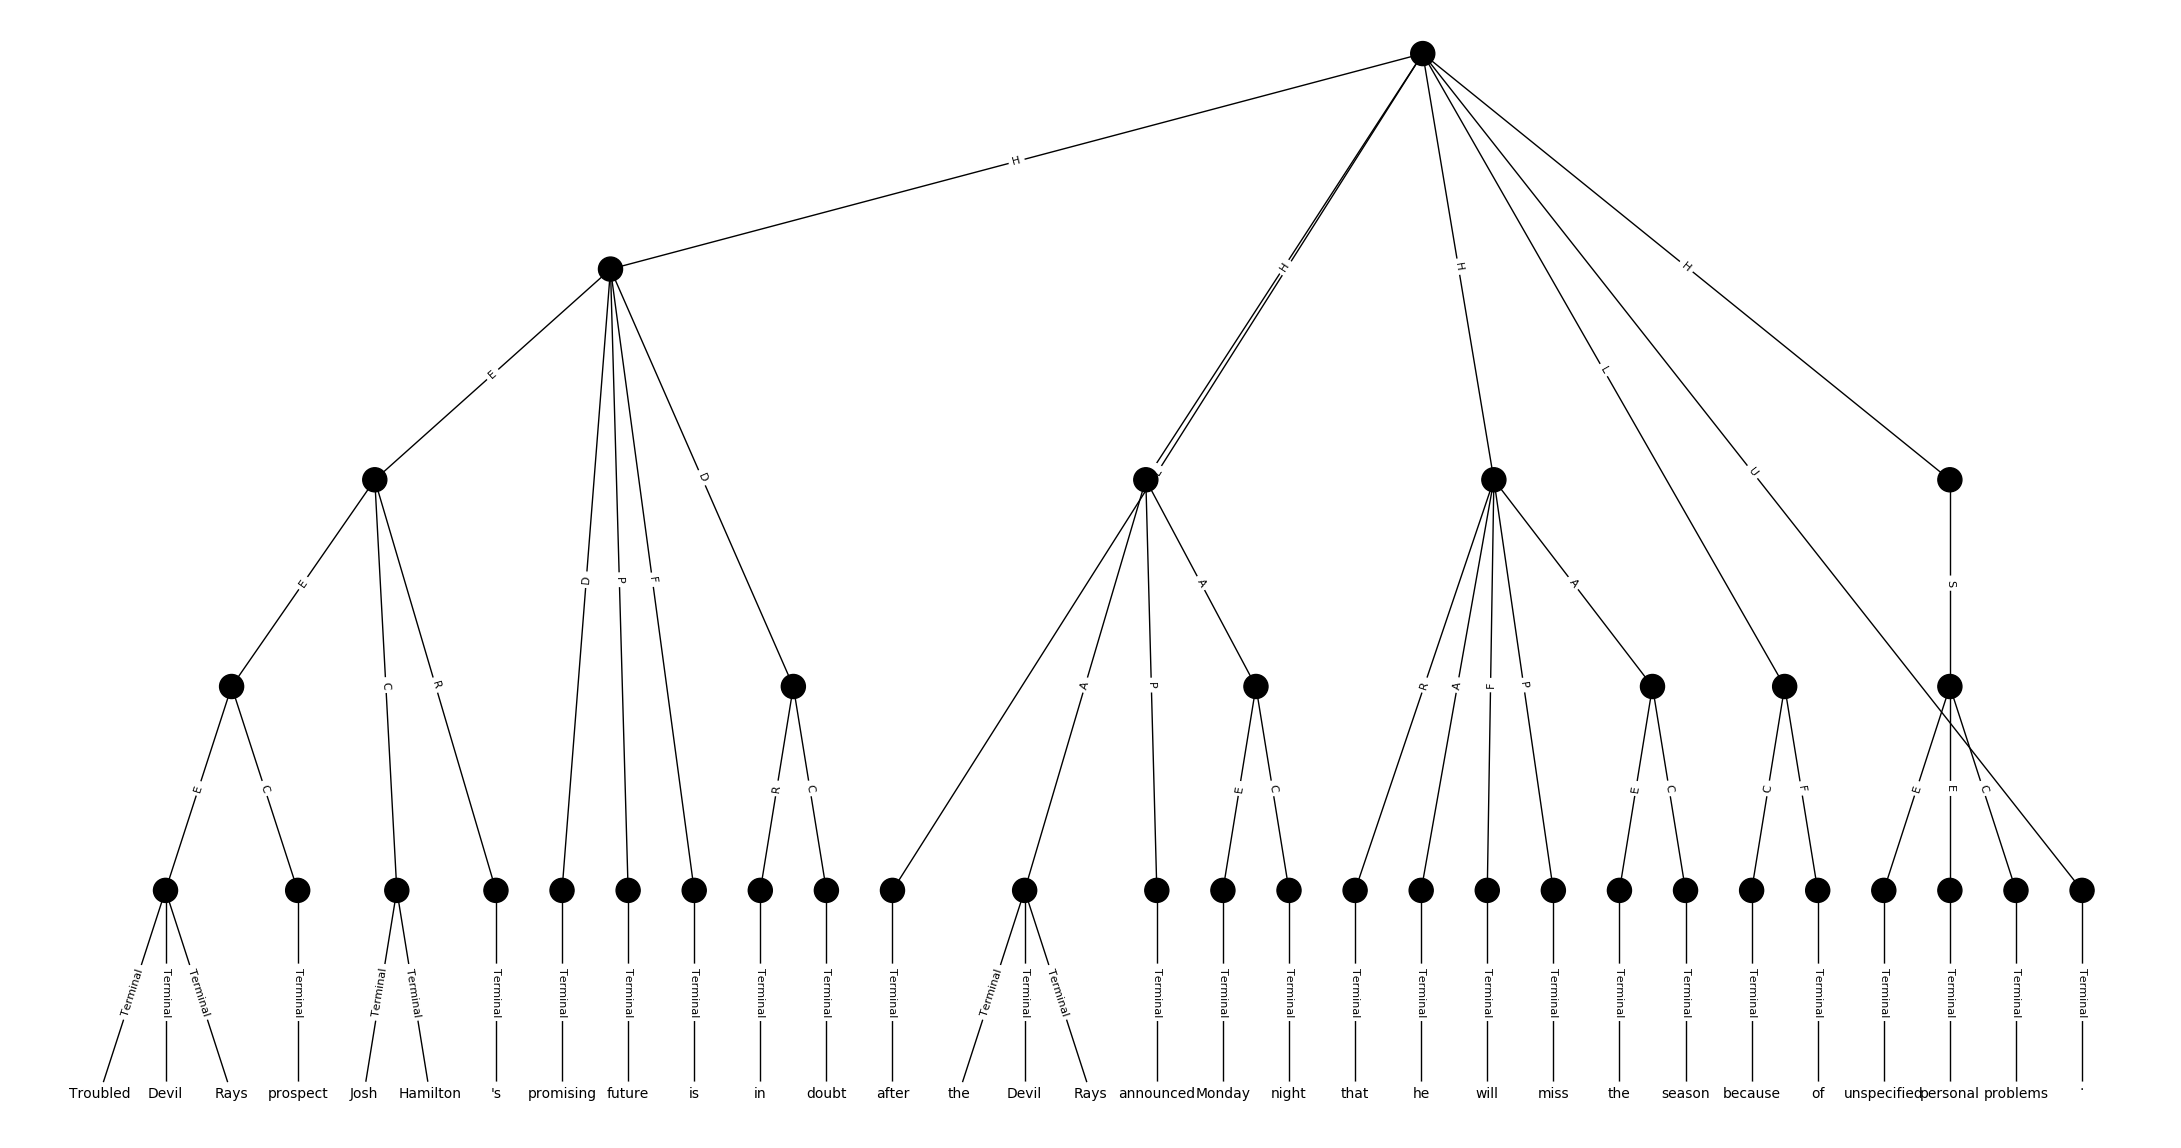 H H H L U H
E D P F D
E C R
A P A
R A F P A
S
E C
R C
E C
E C
C F
E E C
Terminal Terminal Terminal Terminal Terminal Terminal Terminal Terminal Terminal Terminal Terminal Terminal Terminal Terminal Terminal Terminal Terminal Terminal Terminal Terminal Terminal Terminal Terminal Terminal Terminal Terminal Terminal Terminal Terminal Terminal Terminal
Troubled Devil Rays prospect Josh Hamilton 's promising future is in doubt after the Devil Rays announced Monday night that he will miss the season because of unspecified personal problems .